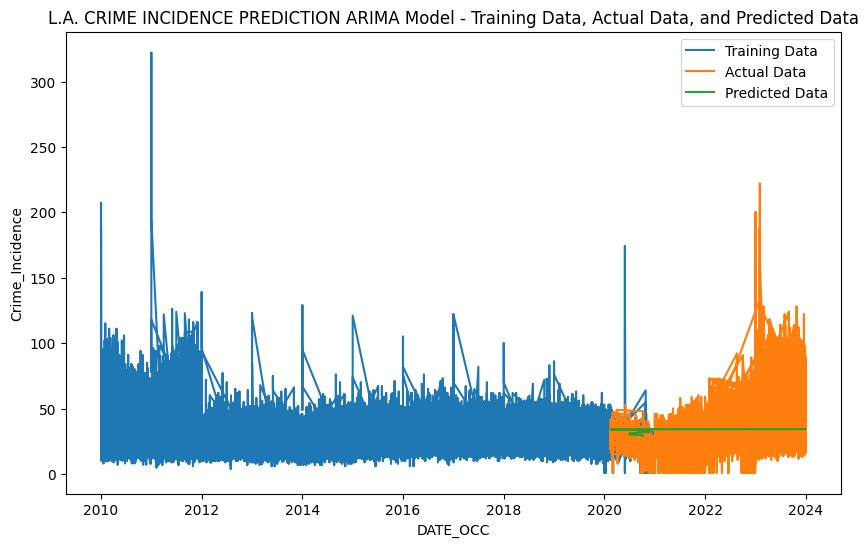 L.A. CRIME INCIDENCE PREDICTION ARIMA Model - Training Data, Actual Data, and Predicted Data
Training Data
Actual Data
Predicted Data
300
250
200
150
100
50
0
Crime_Incidence
2010 2012 2014 2016 2018 2020 2022 2024
DATE_OCC